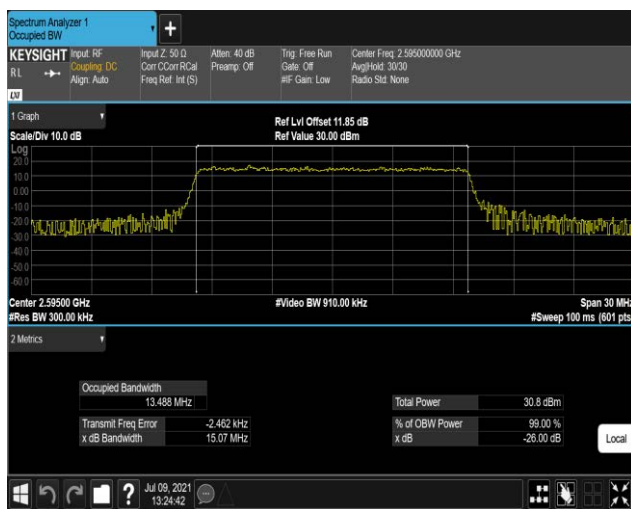 Spectrum Analyzer 1
Occupied BW
+
KEYSIGHT Input: RF Input Z: 50 Ω Atten: 40 dB Trig: Free Run Center Freq: 2.595000000 GHz
RL Coupling: DC Corr CCorr RCal Preamp: Off Gate: Off Avg|Hold: 30/30
Align: Auto Freq Ref: Int (S) #IF Gain: Low Radio Std: None
LXI
1 Graph
Scale/Div 10.0 dB
Ref Lvl Offset 11.85 dB
Ref Value 30.00 dBm
Log
20.0
10.0
0.00
-10.0
-20.0
-30.0
-40.0
-50.0
-60.0
Center 2.59500 GHz #Video BW 910.00 kHz Span 30 MHz
#Res BW 300.00 kHz #Sweep 100 ms (601 pts
2 Metrics
Occupied Bandwidth
13.488 MHz
Total Power 30.8 dBm
Transmit Freq Error -2.462 kHz
% of OBW Power 99.00 %
x dB Bandwidth 15.07 MHz
x dB -26.00 dB
Local
?
Jul 09, 2021
13:24:42